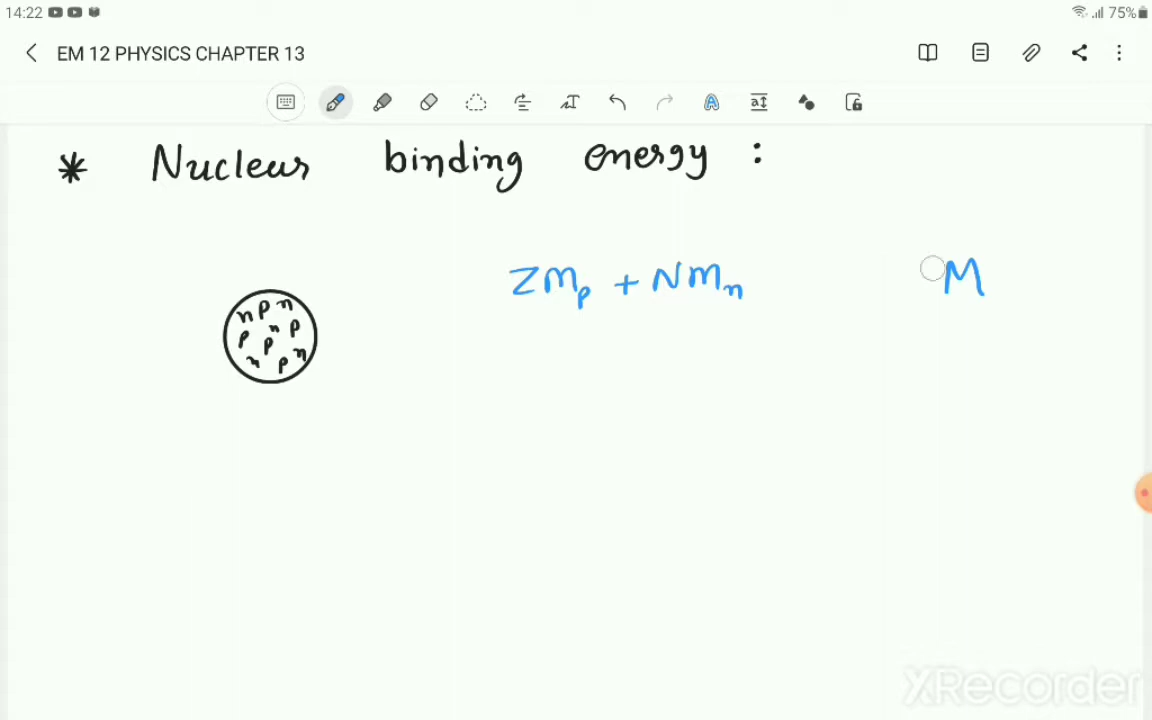 14:22 75%
EM 12 PHYSICS CHAPTER 13
* Nucleus binding energy :
ZMp + NMn M
n p n
p n p
p
n p n
XRecorder